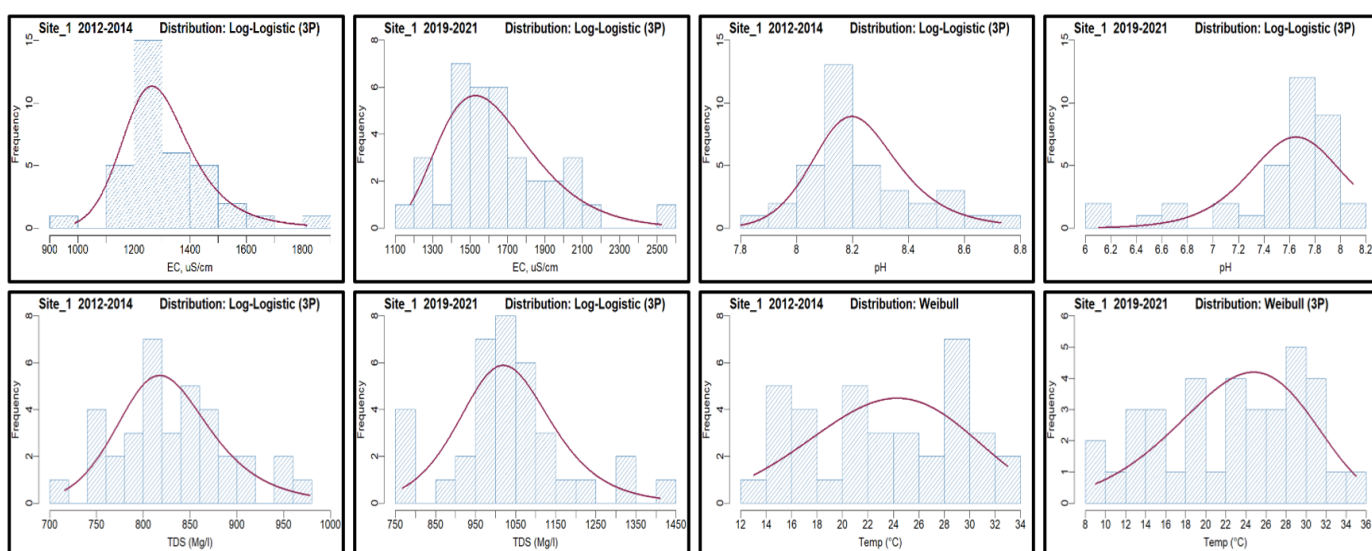 Site_1 2012-2014 Distribution: Log-Logistic (3P)
Frequency
0 5 10 15
900 1000 1200 1400 1600 1800
EC, uS/cm
Site_1 2019-2021 Distribution: Log-Logistic (3P)
Frequency
0 2 4 6 8
1100 1300 1500 1700 1900 2100 2300 2500
EC, uS/cm
Site_1 2012-2014 Distribution: Log-Logistic (3P)
Frequency
0 5 10 15
7.8 8 8.2 8.4 8.6 8.8
pH
Site_1 2019-2021 Distribution: Log-Logistic (3P)
Frequency
0 5 10 15
6 6.2 6.4 6.6 6.8 7 7.2 7.4 7.6 7.8 8 8.2
pH
Site_1 2012-2014 Distribution: Log-Logistic (3P)
Frequency
0 2 4 6 8
700 750 800 850 900 950 1000
TDS (Mg/l)
Site_1 2019-2021 Distribution: Log-Logistic (3P)
Frequency
0 2 4 6 8
750 850 950 1050 1150 1250 1350 1450
TDS (Mg/l)
Site_1 2012-2014 Distribution: Weibull
Frequency
0 2 4 6 8
12 14 16 18 20 22 24 26 28 30 32 34
Temp (°C)
Site_1 2019-2021 Distribution: Weibull (3P)
Frequency
0 1 2 3 4 5 6
8 10 12 14 16 18 20 22 24 26 28 30 32 34 36
Temp (°C)